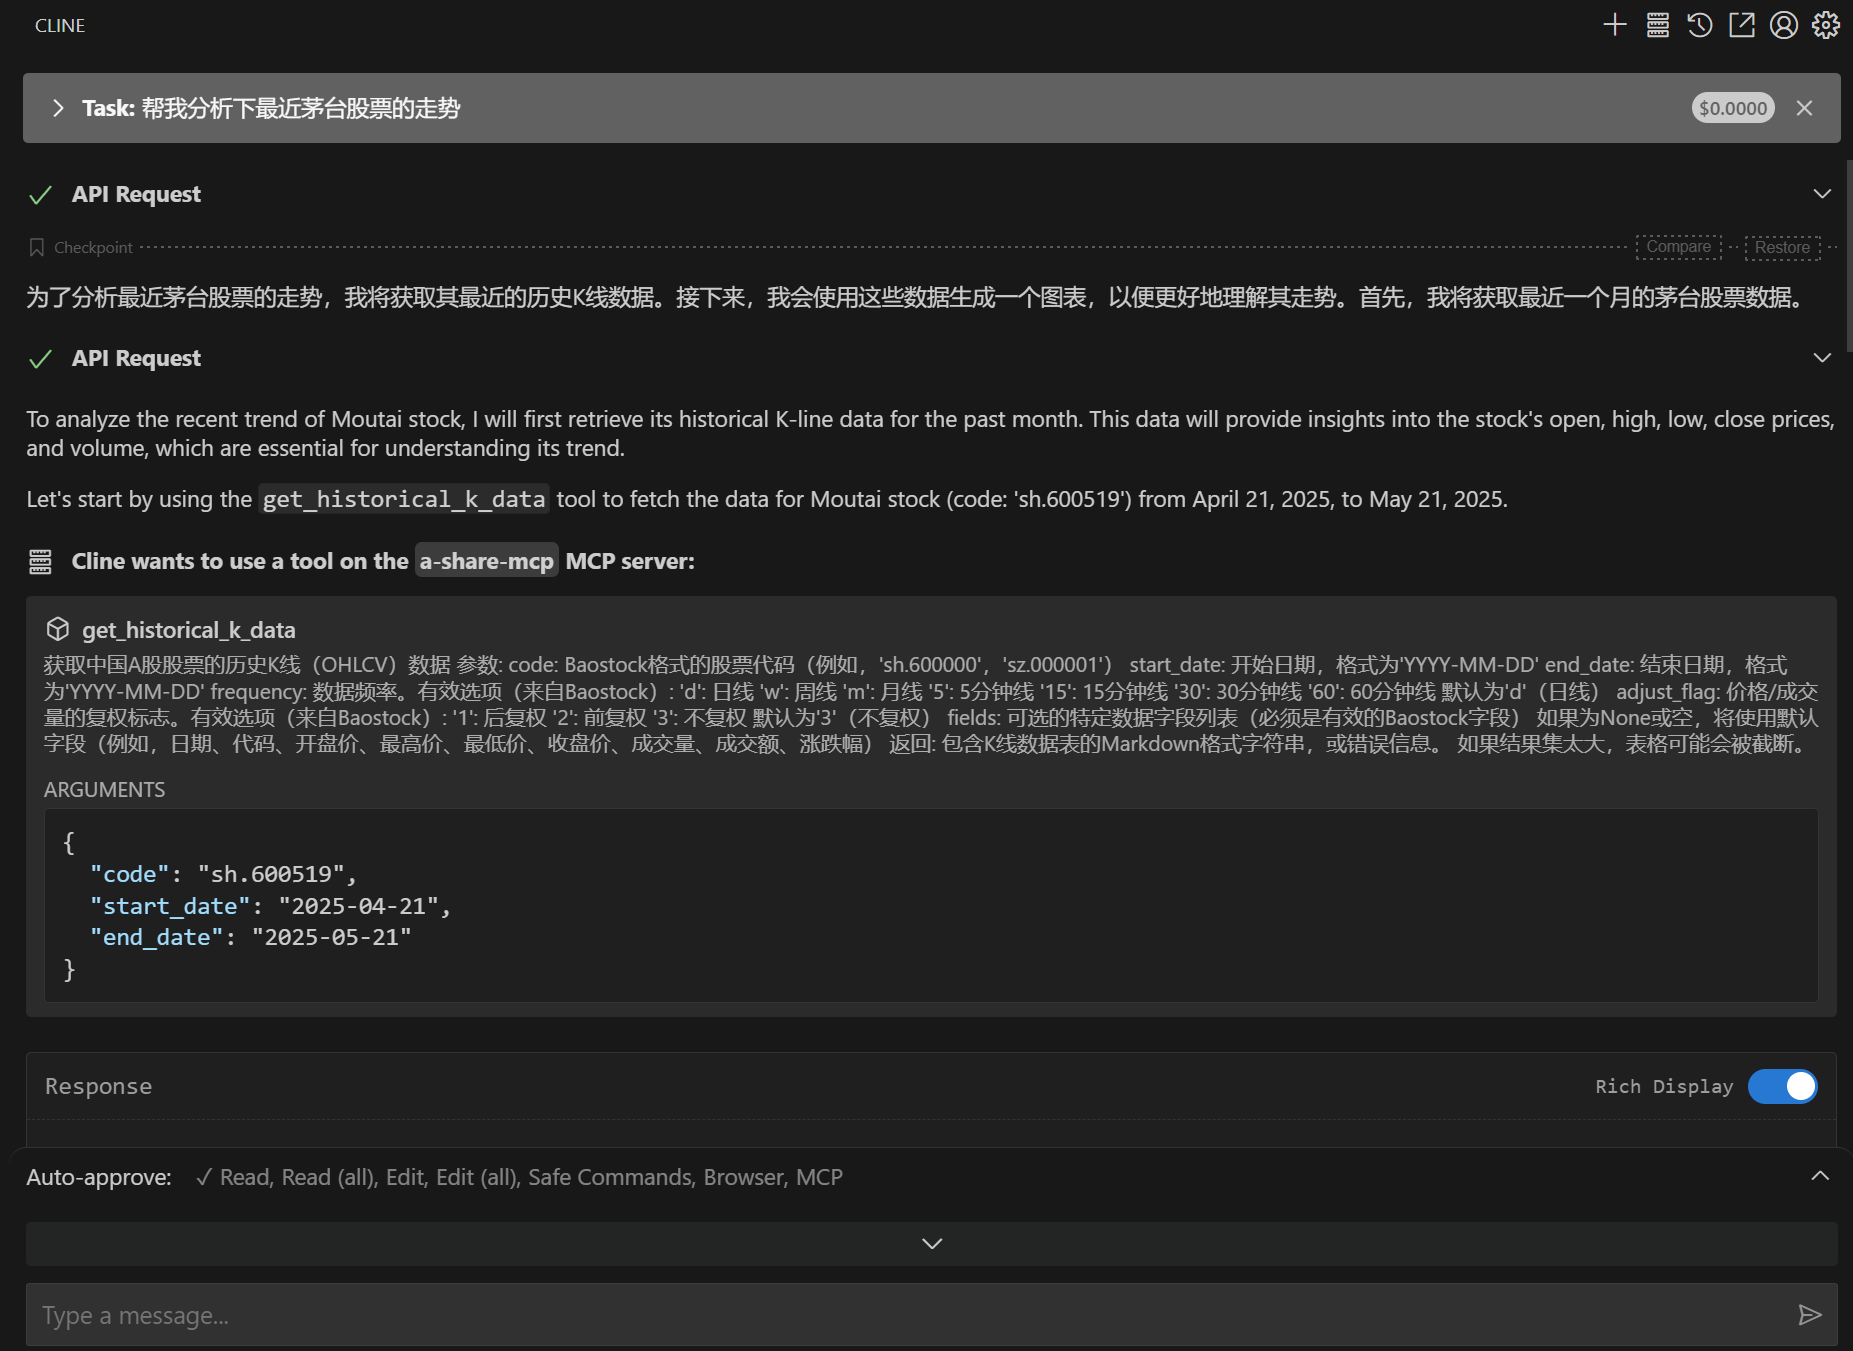 CLINE
Task: 帮我分析下最近茅台股票的走势
$0.0000
API Request
Checkpoint
Compare
Restore
为了分析最近茅台股票的走势，我将获取其最近的历史K线数据。接下来，我会使用这些数据生成一个图表，以便更好地理解其走势。首先，我将获取最近一个月的茅台股票数据。
API Request
To analyze the recent trend of Moutai stock, I will first retrieve its historical K-line data for the past month. This data will provide insights into the stock's open, high, low, close prices,
and volume, which are essential for understanding its trend.
Let's start by using the get_historical_k_data tool to fetch the data for Moutai stock (code: 'sh.600519') from April 21, 2025, to May 21, 2025.
Cline wants to use a tool on the a-share-mcp MCP server:
get_historical_k_data
获取中国A股股票的历史K线（OHLCV）数据 参数: code: Baostock格式的股票代码（例如，'sh.600000'，'sz.000001'） start_date: 开始日期，格式为'YYYY-MM-DD' end_date: 结束日期，格式
为'YYYY-MM-DD' frequency: 数据频率。有效选项（来自Baostock）: 'd': 日线 'w': 周线 'm': 月线 '5': 5分钟线 '15': 15分钟线 '30': 30分钟线 '60': 60分钟线 默认为'd'（日线） adjust_flag: 价格/成交
量的复权标志。有效选项（来自Baostock）: '1': 后复权 '2': 前复权 '3': 不复权 默认为'3'（不复权） fields: 可选的特定数据字段列表（必须是有效的Baostock字段） 如果为None或空，将使用默认
字段（例如，日期、代码、开盘价、最高价、最低价、收盘价、成交量、成交额、涨跌幅） 返回: 包含K线数据表的Markdown格式字符串，或错误信息。 如果结果集太大，表格可能会被截断。
ARGUMENTS
{
"code": "sh.600519",
"start_date": "2025-04-21",
"end_date": "2025-05-21"
}
Response
Rich Display
Auto-approve: ✓ Read, Read (all), Edit, Edit (all), Safe Commands, Browser, MCP
Type a message...